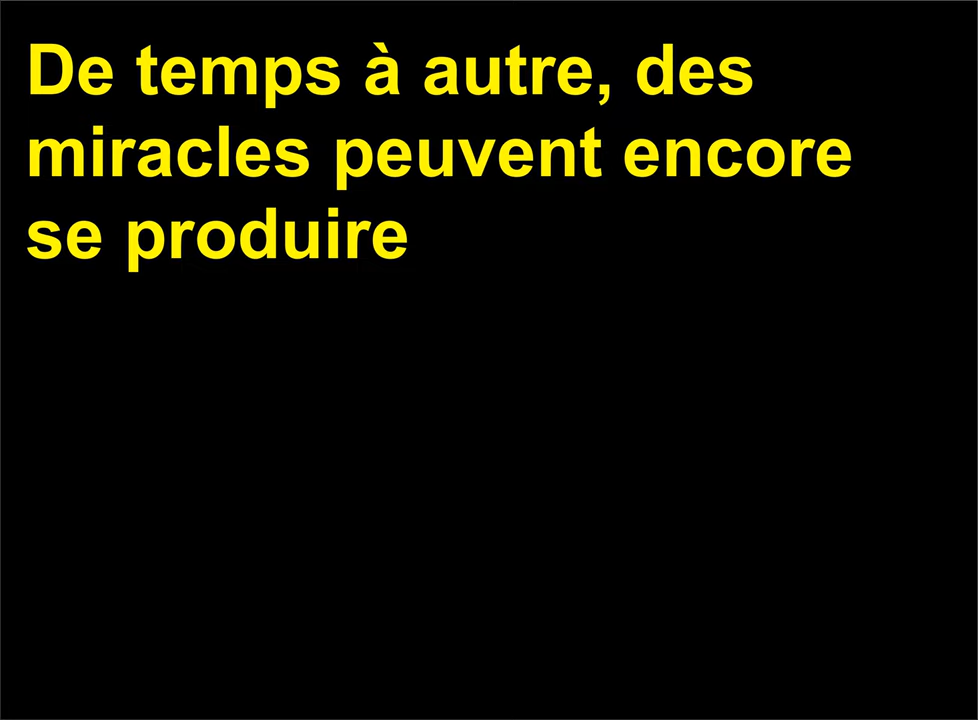 De temps à autre, des
miracles peuvent encore
se produire